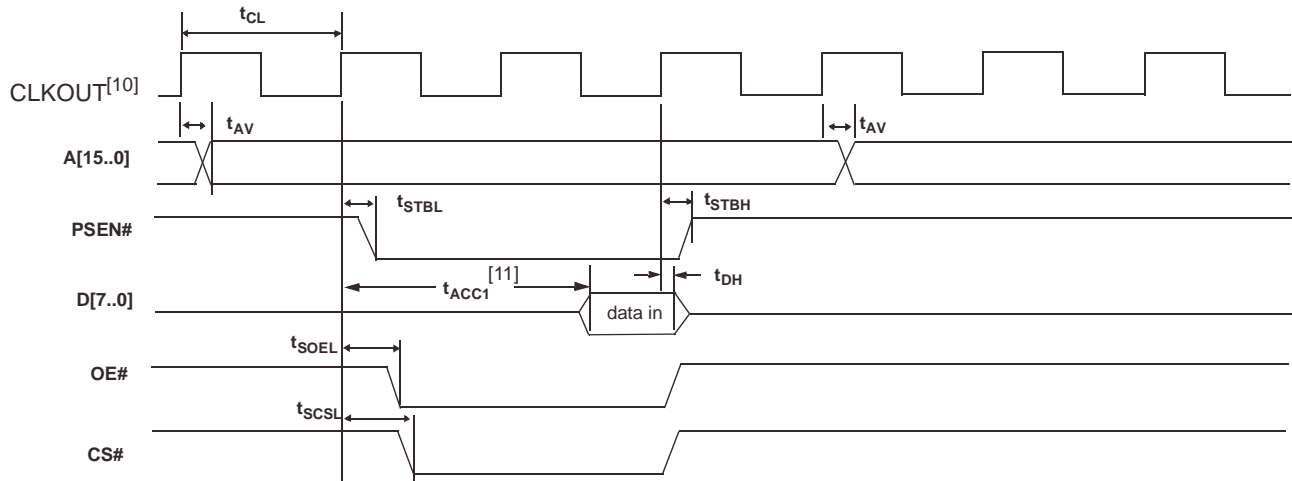 tCL
CLKOUT[10]
tAV
tAV
A[15..0]
tSTBL
tSTBH
PSEN#
[11]
tACC1
tDH
D[7..0]
data in
tSOEL
OE#
tSCSL
CS#